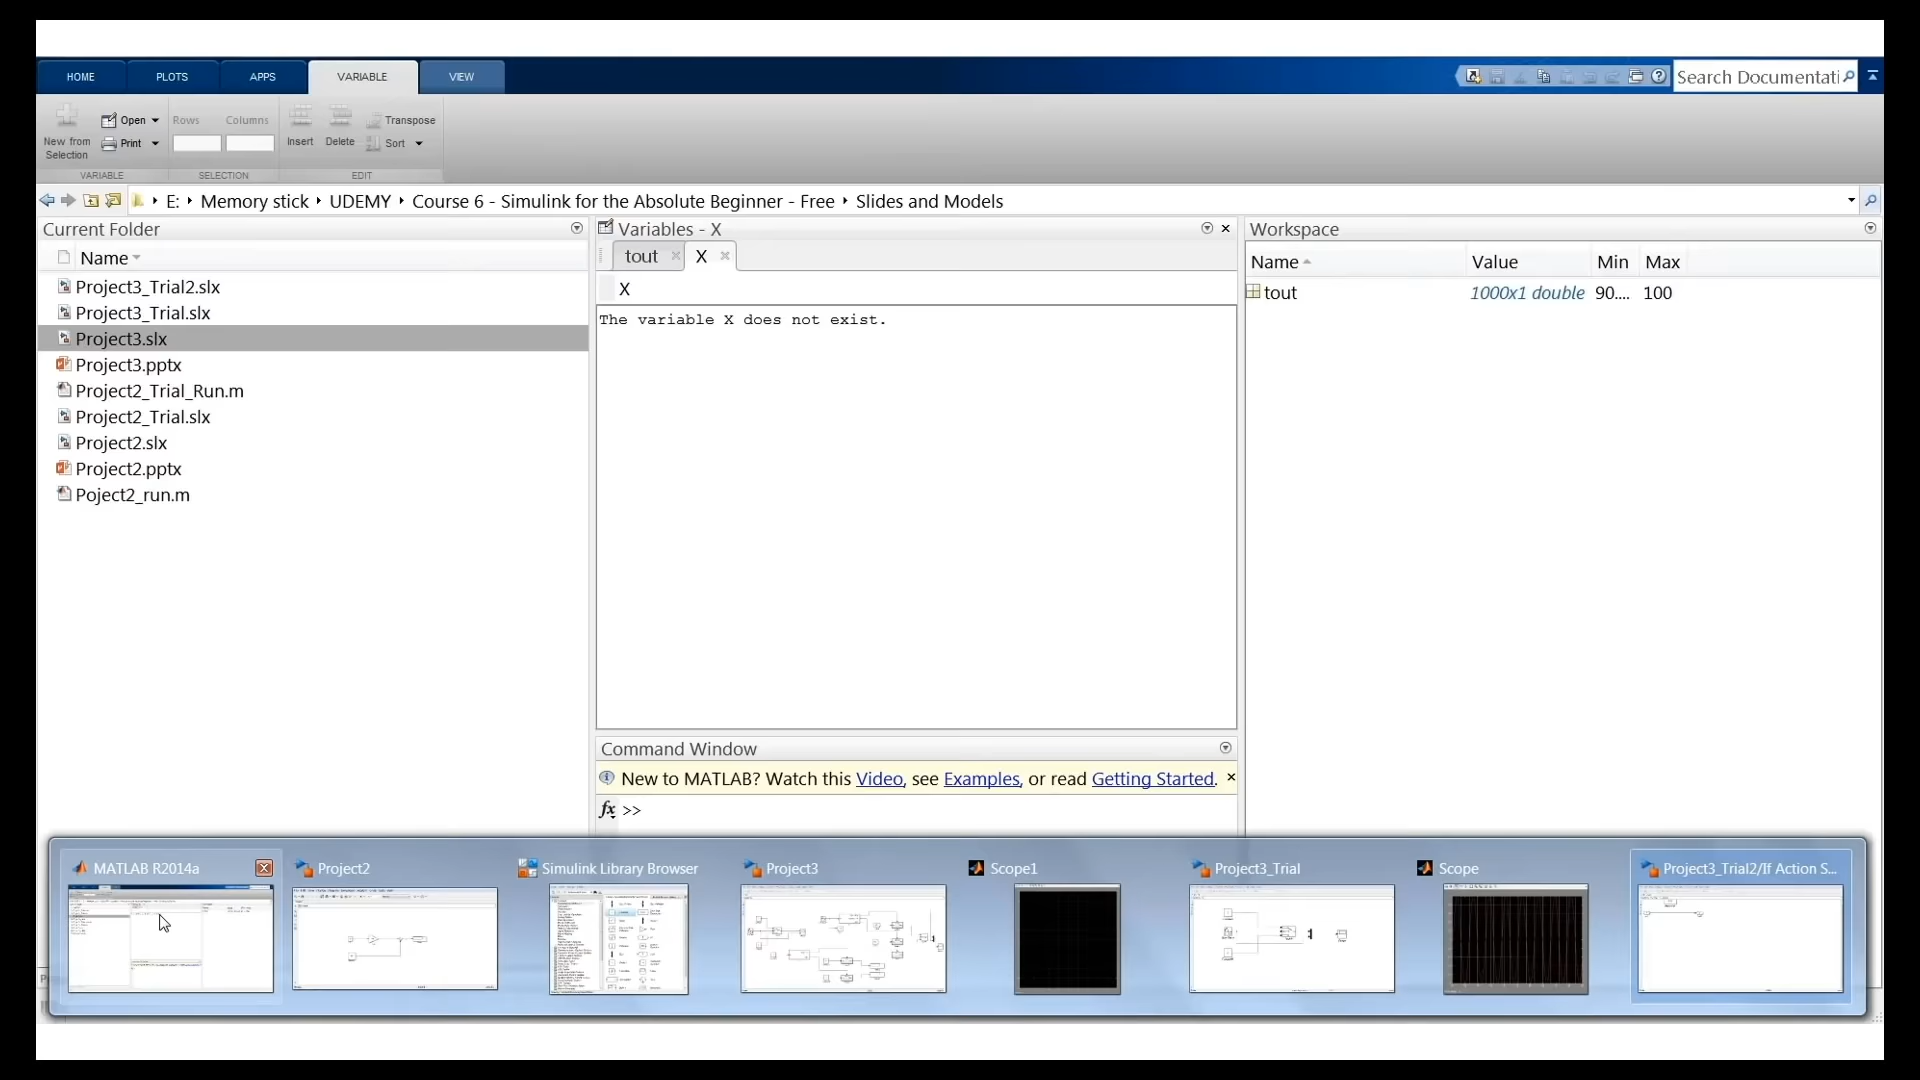 HOME PLOTS APPS VARIABLE VIEW
Search Documentati
New from Selection
Open
Print
Rows Columns
Insert Delete
Transpose
Sort
VARIABLE SELECTION EDIT
E: Memory stick UDEMY Course 6 - Simulink for the Absolute Beginner - Free Slides and Models
Current Folder
Name
Project3_Trial2.slx
Project3_Trial.slx
Project3.slx
Project3.pptx
Project2_Trial_Run.m
Project2_Trial.slx
Project2.slx
Project2.pptx
Poject2_run.m
Variables - X
tout X
X
The variable X does not exist.
Command Window
New to MATLAB? Watch this Video, see Examples, or read Getting Started.
fx >>
Workspace
Name Value Min Max
tout 1000x1 double 90.... 100
MATLAB R2014a Project2 Simulink Library Browser Project3 Scope1 Project3_Trial Scope Project3_Trial2/If Action S...